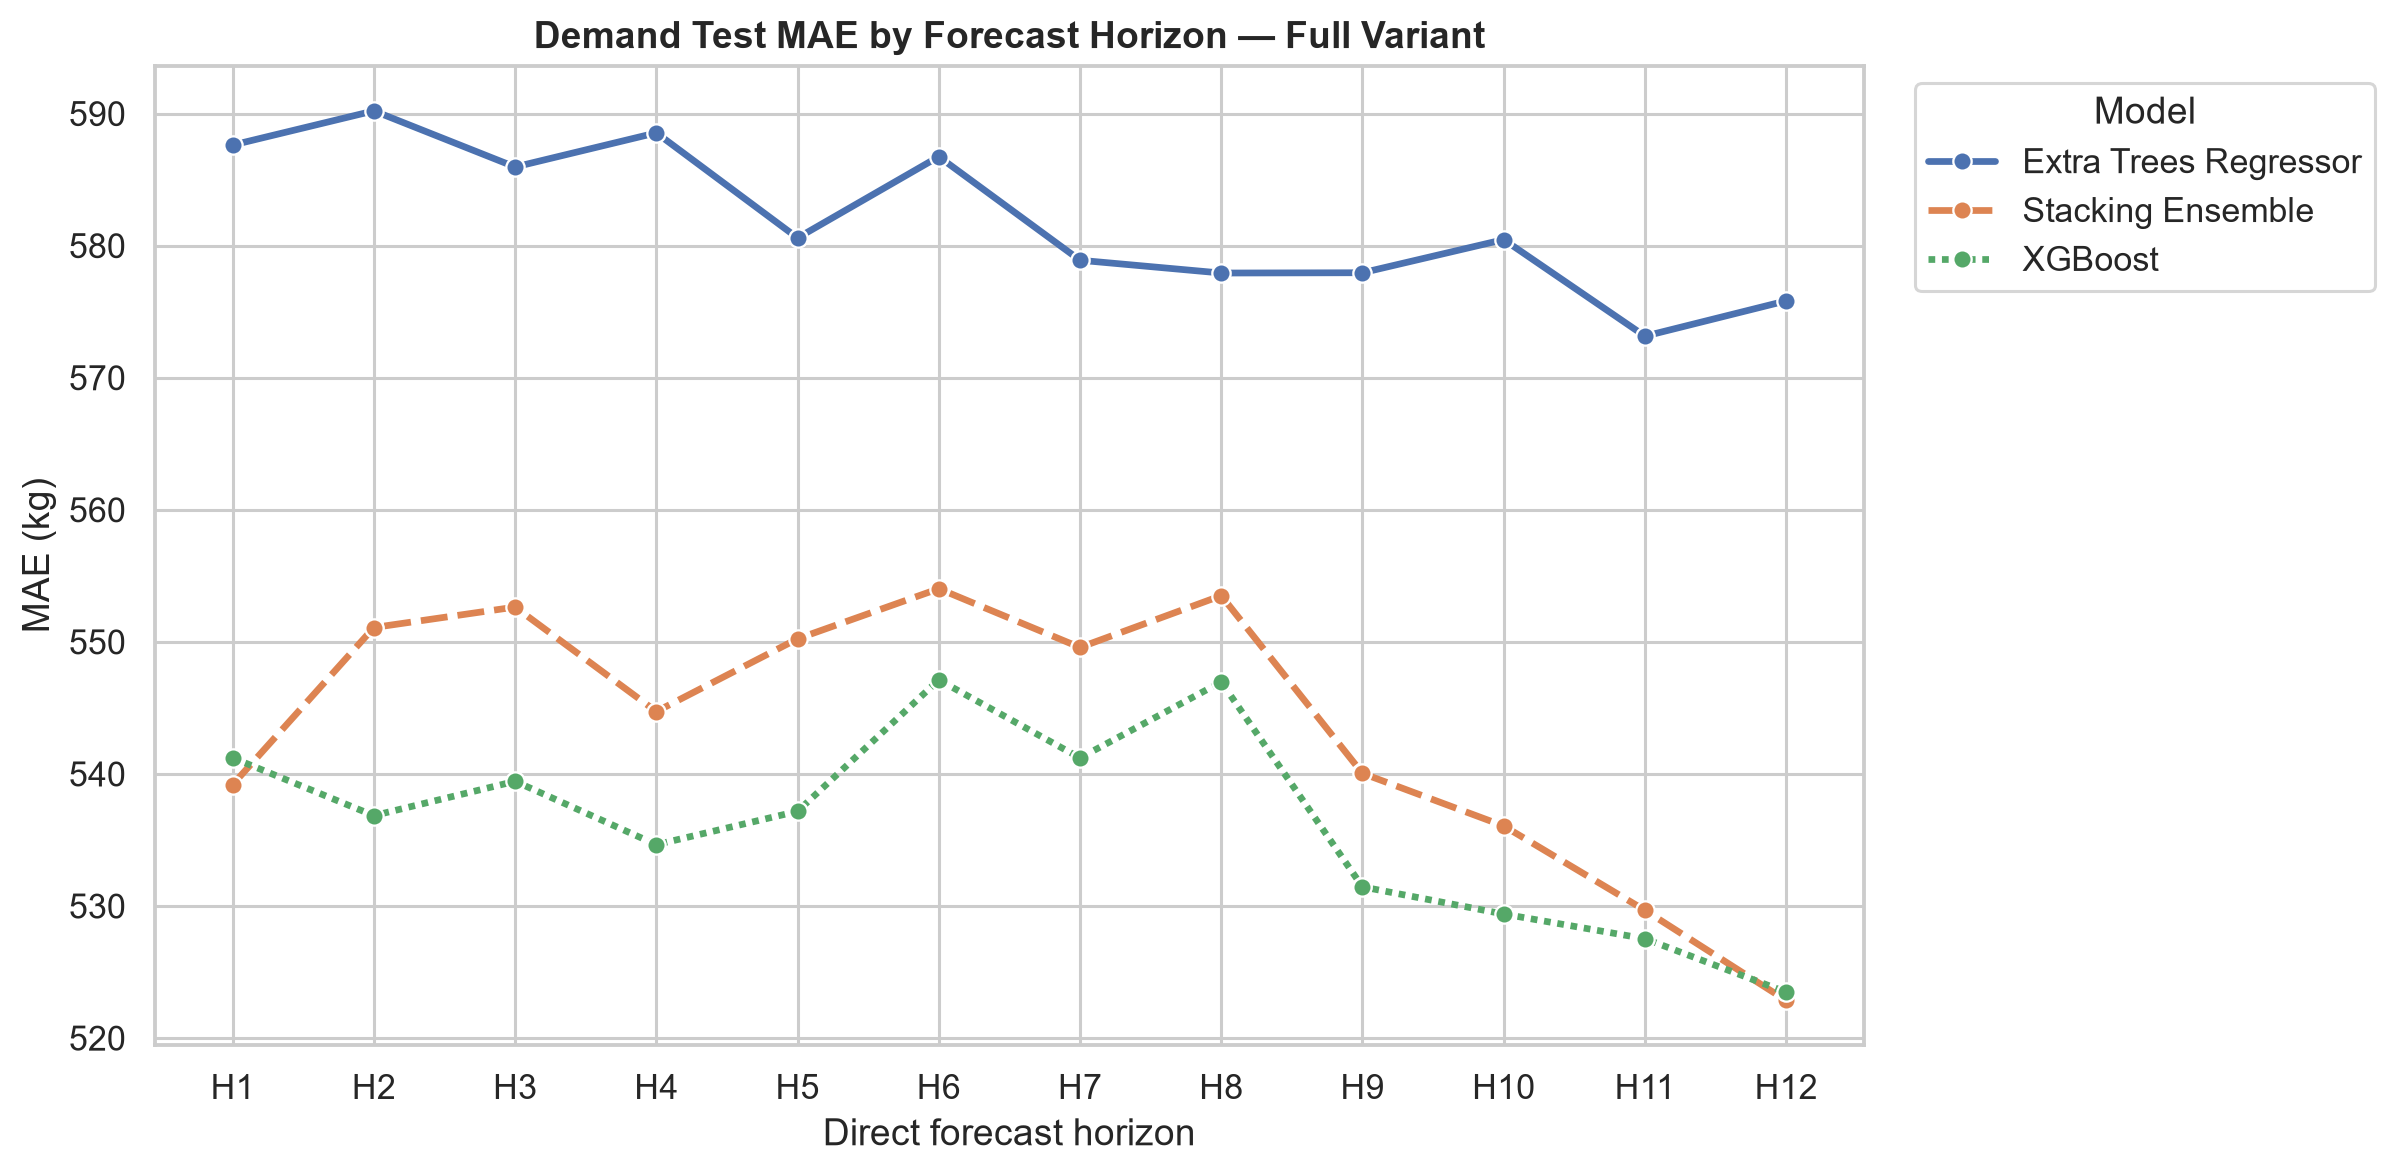 Demand Test MAE by Forecast Horizon — Full Variant
MAE (kg)
590
580
570
560
550
540
530
520
H1 H2 H3 H4 H5 H6 H7 H8 H9 H10 H11 H12
Direct forecast horizon
Model
Extra Trees Regressor
Stacking Ensemble
XGBoost